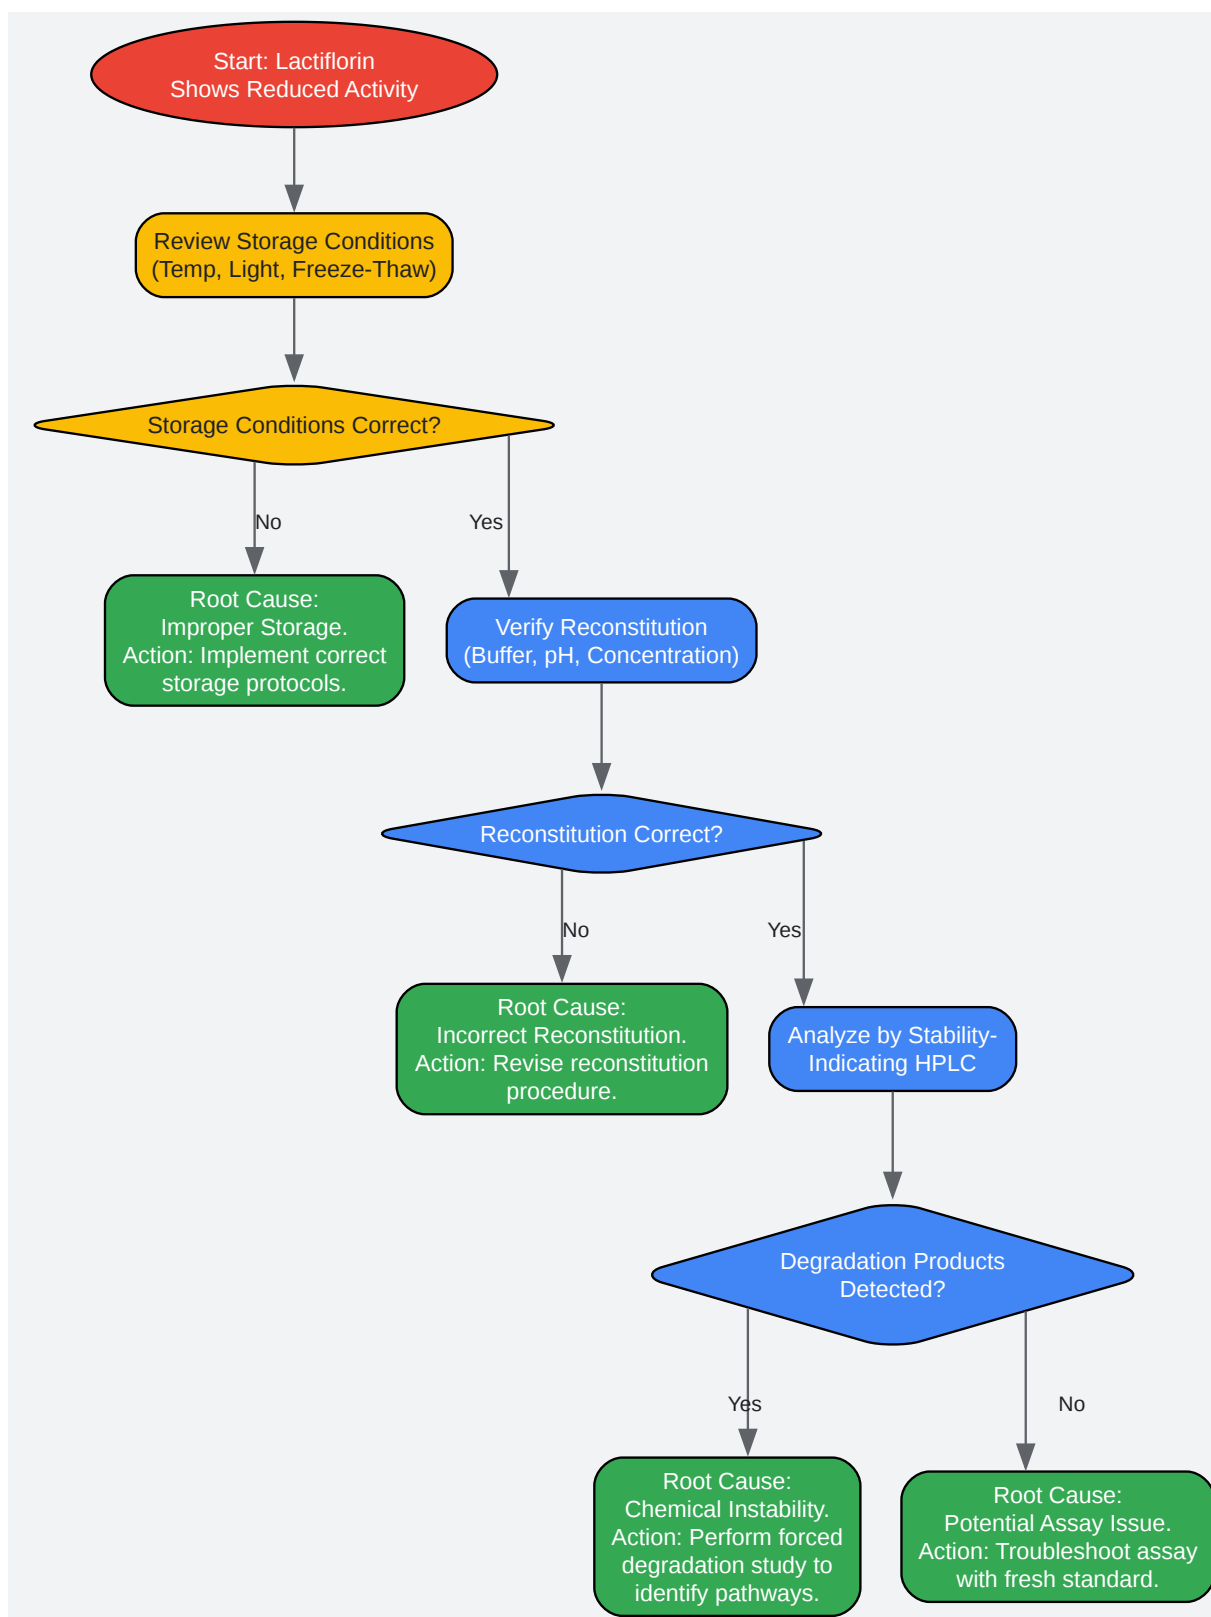 Start: Lactiflorin
Shows Reduced Activity
Review Storage Conditions
(Temp, Light, Freeze-Thaw)
Storage Conditions Correct?
No
Yes
Root Cause:
Improper Storage.
Action: Implement correct
storage protocols.
Verify Reconstitution
(Buffer, pH, Concentration)
Reconstitution Correct?
No
Yes
Root Cause:
Incorrect Reconstitution.
Action: Revise reconstitution
procedure.
Analyze by Stability-
Indicating HPLC
Degradation Products
Detected?
Yes
No
Root Cause:
Chemical Instability.
Action: Perform forced
degradation study to
identify pathways.
Root Cause:
Potential Assay Issue.
Action: Troubleshoot assay
with fresh standard.